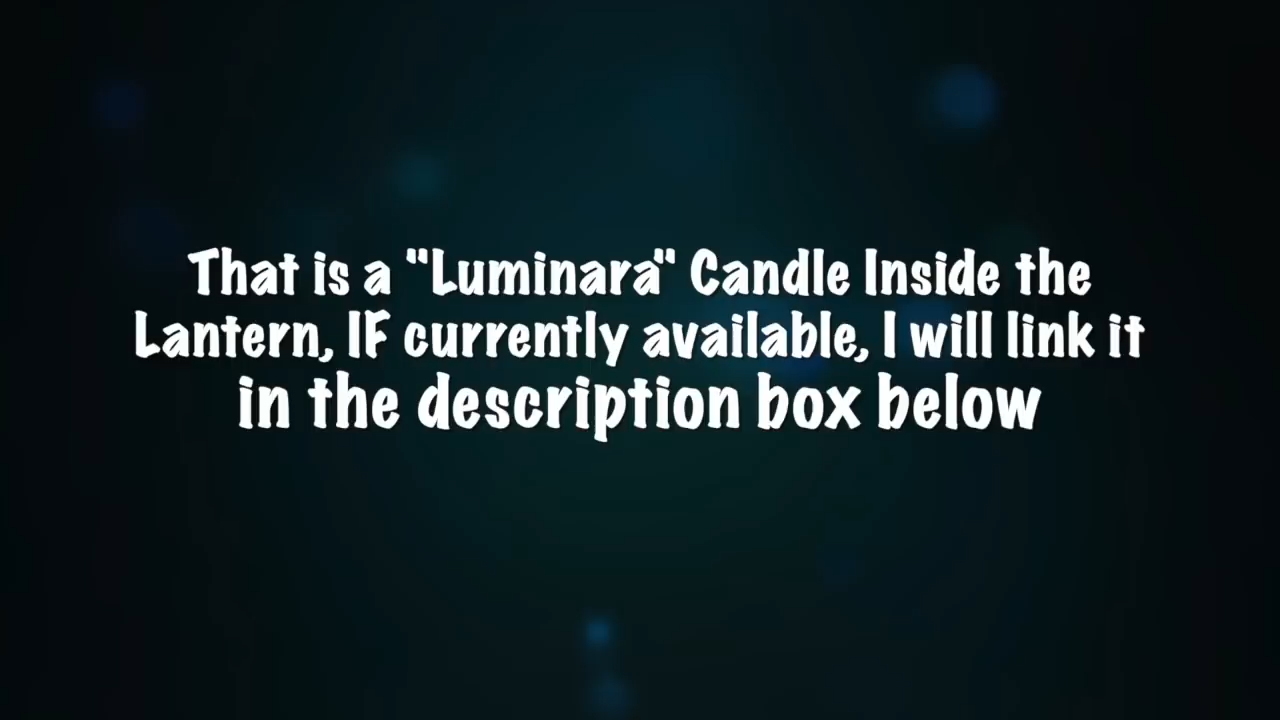 That is a "Luminara" Candle Inside the
Lantern, IF currently available, I will link it
in the description box below